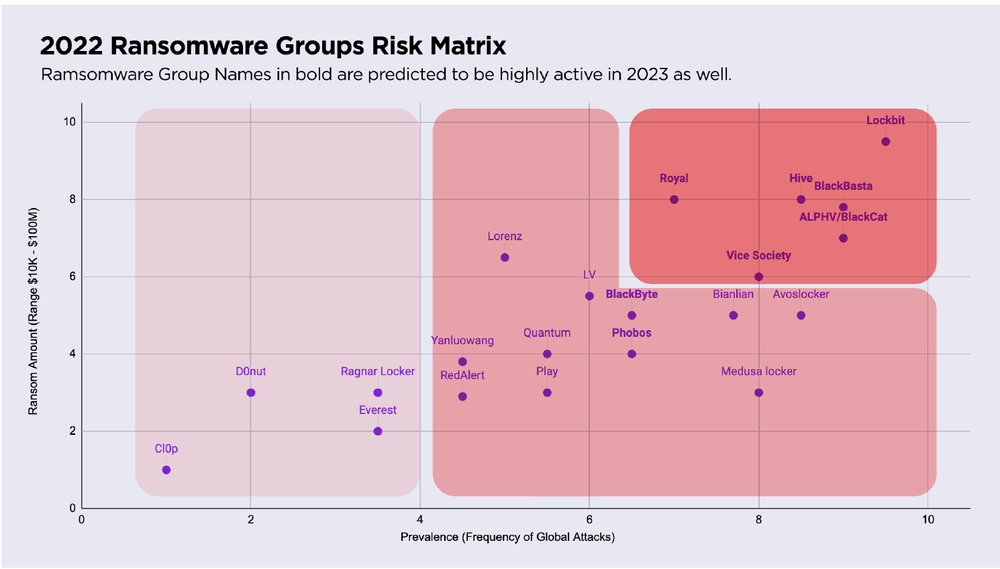 2022 Ransomware Groups Risk Matrix
Ramsomware Group Names in bold are predicted to be highly active in 2023 as well.
10
Lockbit
Royal
Hive
BlackBasta
8
ALPHV/BlackCat
Lorenz
Vice Society
6
LV
BlackByte
Bianlian
Avoslocker
Yanluowang
Quantum
Phobos
4
D0nut
Ragnar Locker
RedAlert
Play
Medusa locker
Everest
2
Cl0p
0
0
2
4
6
8
10
Ransom Amount (Range $10K - $100M)
Prevalence (Frequency of Global Attacks)